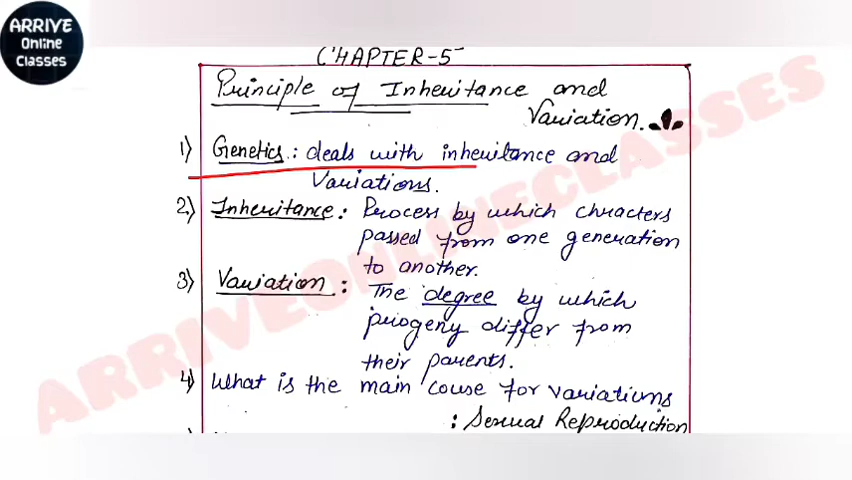 ARRIVE
Online
Classes
CHAPTER-5
Principle of Inheritance and
Variation.
1) Genetics : deals with inheritance and
Variations.
2) Inheritance : Process by which chracters
passed from one generation
to another.
3) Variation : The degree by which
progeny differ from
their parents.
4) What is the main couse for variations
: Sexual Reproduction
ARRIVEONLINECLASSES